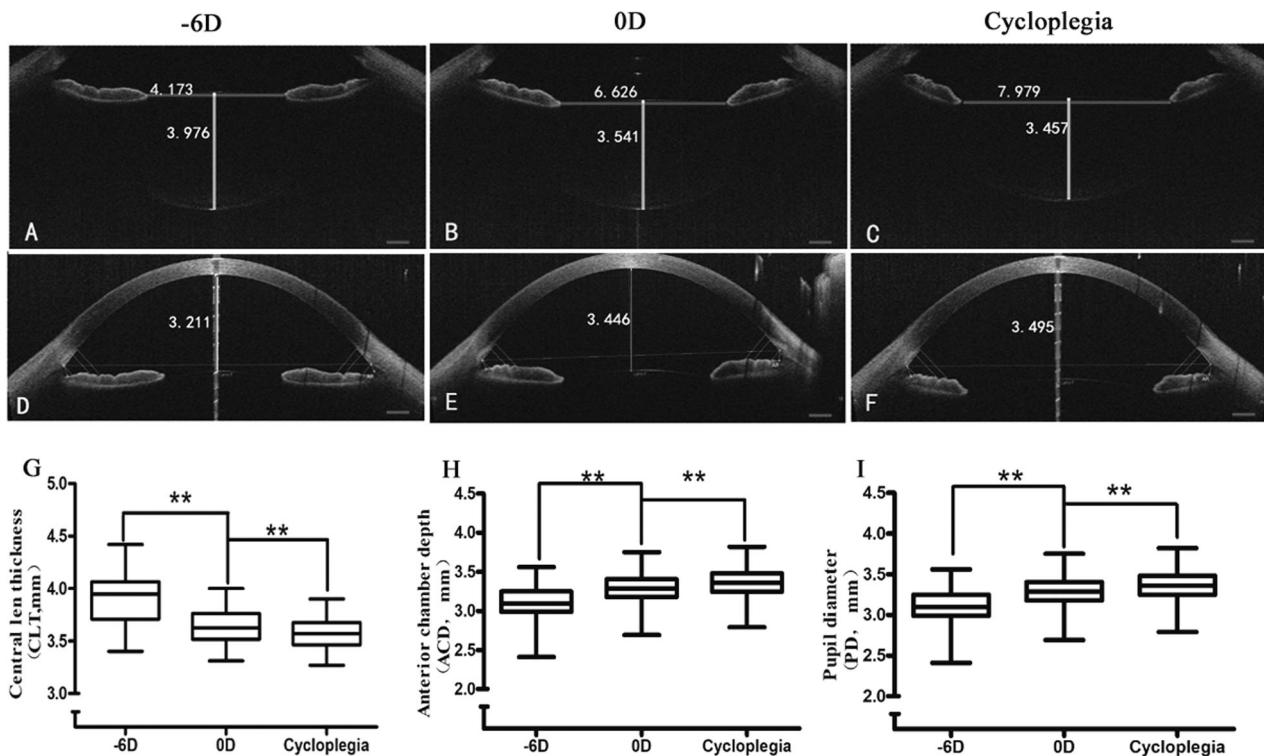 -6D 0D Cycloplegia
4.173
3.976
A
6.626
3.541
B
7.979
3.457
C
3.211
D
3.446
E
3.495
F
G
Central len thickness
(CLT,mm)
5.0
4.5
4.0
3.5
3.0
**
**
-6D 0D Cycloplegia
H
Anterior chamber depth
(ACD, mm)
4.5
4.0
3.5
3.0
2.5
2.0
**
**
-6D 0D Cycloplegia
I
Pupil diameter
(PD, mm)
4.5
4.0
3.5
3.0
2.5
2.0
**
**
-6D 0D Cycloplegia